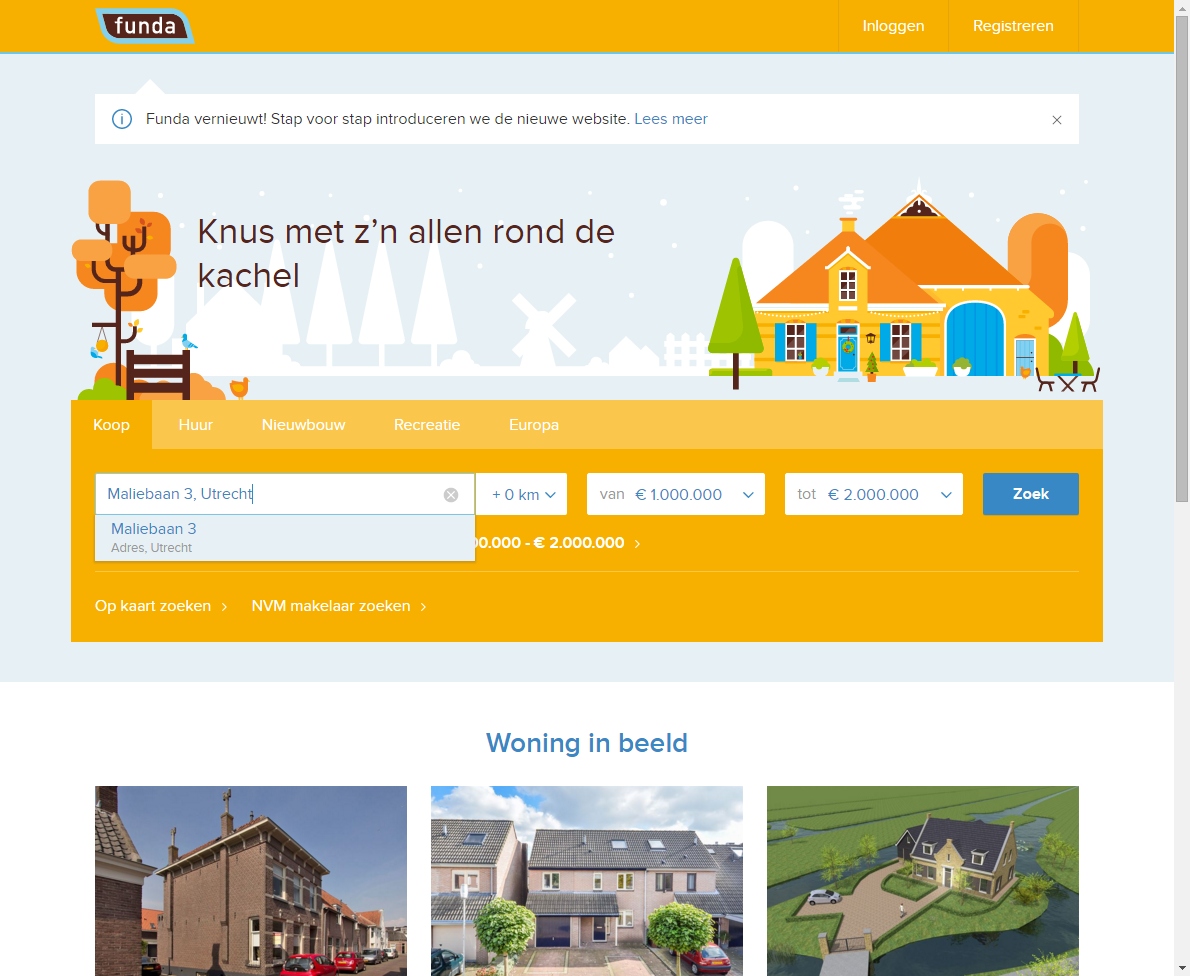 funda
Inloggen
Registreren
Funda vernieuwt! Stap voor stap introduceren we de nieuwe website. Lees meer
Knus met z’n allen rond de
kachel
Koop
Huur
Nieuwbouw
Recreatie
Europa
Maliebaan 3, Utrecht
+ 0 km
van € 1.000.000
tot € 2.000.000
Zoek
Maliebaan 3
Adres, Utrecht
00.000 - € 2.000.000
Op kaart zoeken
NVM makelaar zoeken
Woning in beeld